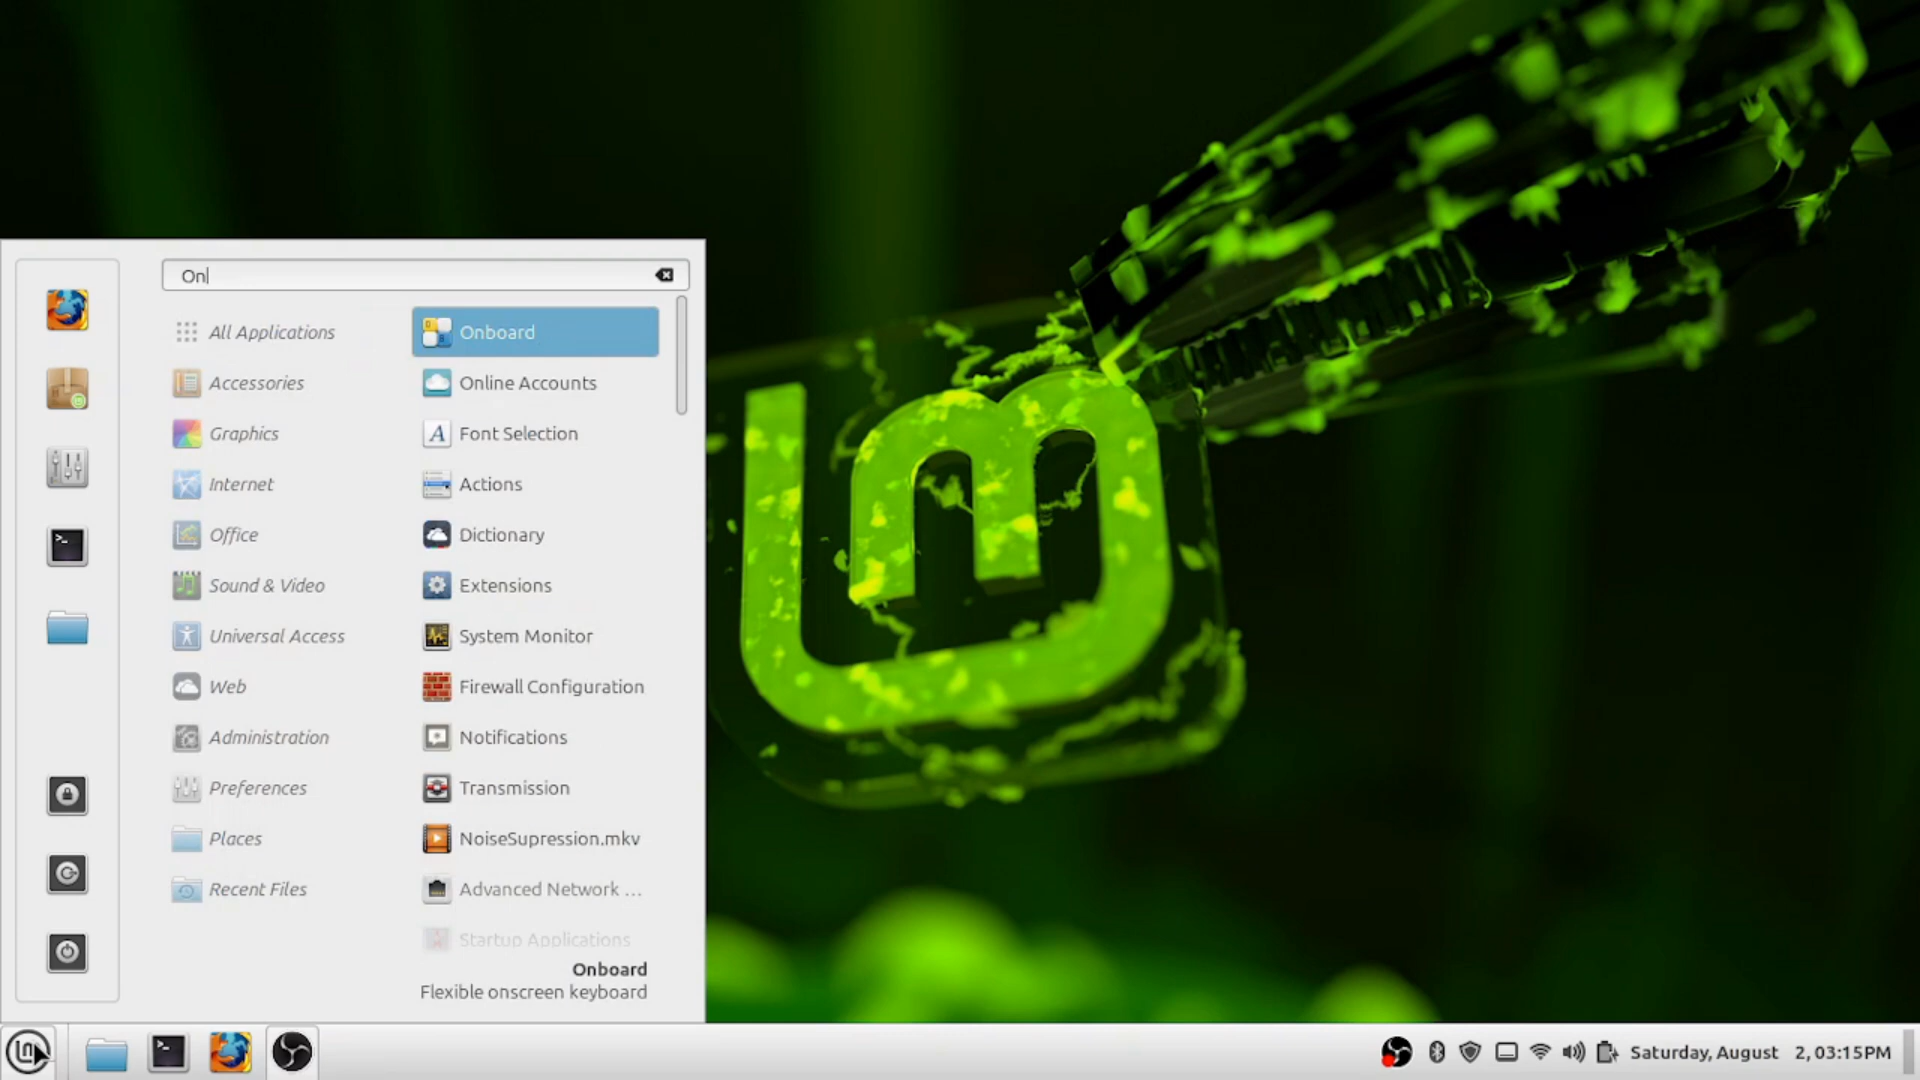 On
All Applications
Accessories
Graphics
Internet
Office
Sound & Video
Universal Access
Web
Administration
Preferences
Places
Recent Files
Onboard
Online Accounts
Font Selection
Actions
Dictionary
Extensions
System Monitor
Firewall Configuration
Notifications
Transmission
NoiseSupression.mkv
Advanced Network ...
Startup Applications
Onboard
Flexible onscreen keyboard
Saturday, August 2, 03:15PM